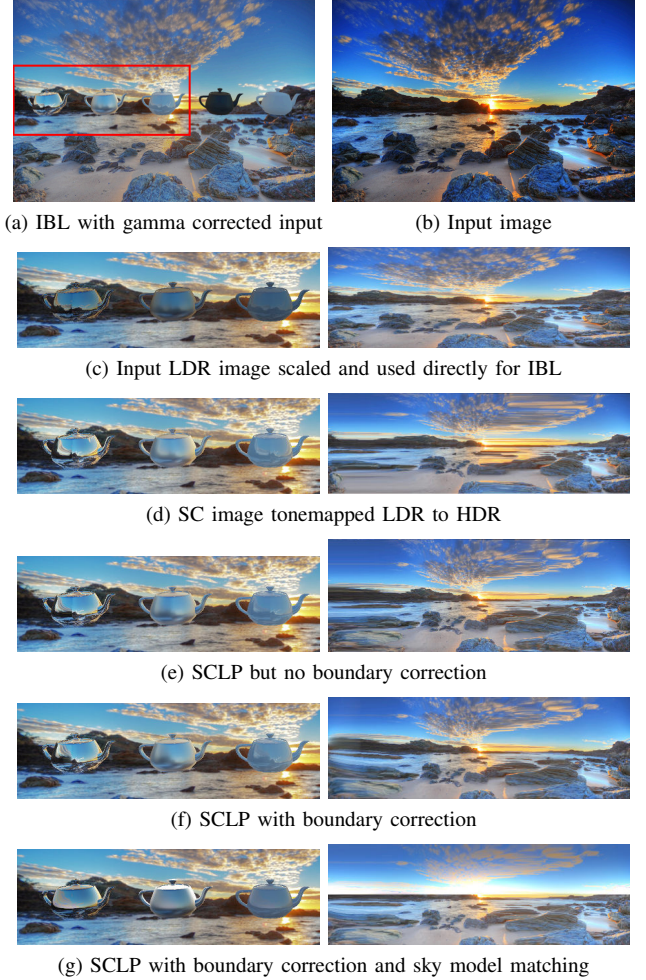 (a) IBL with gamma corrected input
(b) Input image
(c) Input LDR image scaled and used directly for IBL
(d) SC image tonemapped LDR to HDR
(e) SCLP but no boundary correction
(f) SCLP with boundary correction
(g) SCLP with boundary correction and sky model matching